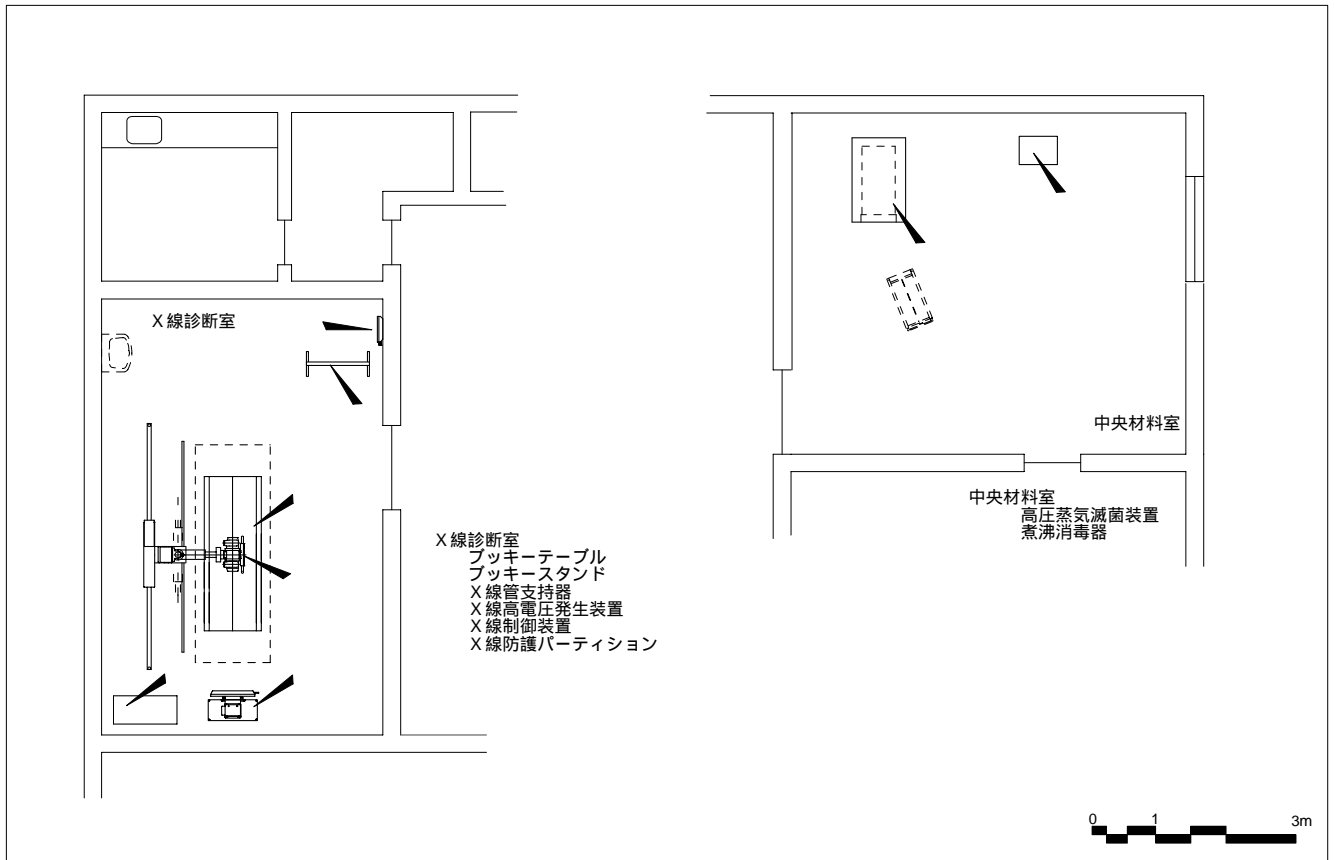 X線診断室
中央材料室
中央材料室
高圧蒸気滅菌装置
煮沸消毒器
X線診断室
ブッキーテーブル
ブッキースタンド
X線管支持器
X線高電圧発生装置
X線制御装置
X線防護パーティション
0 1 3m